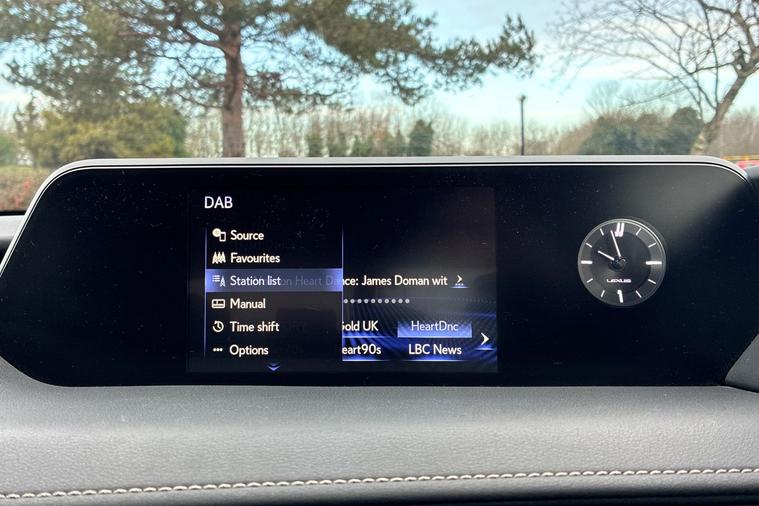 DAB
Source
Favourites
Station list
on Heart Dance: James Doman wit
Manual
Time shift
Gold UK
HeartDnc
Options
eart90s
LBC News
LEXUS